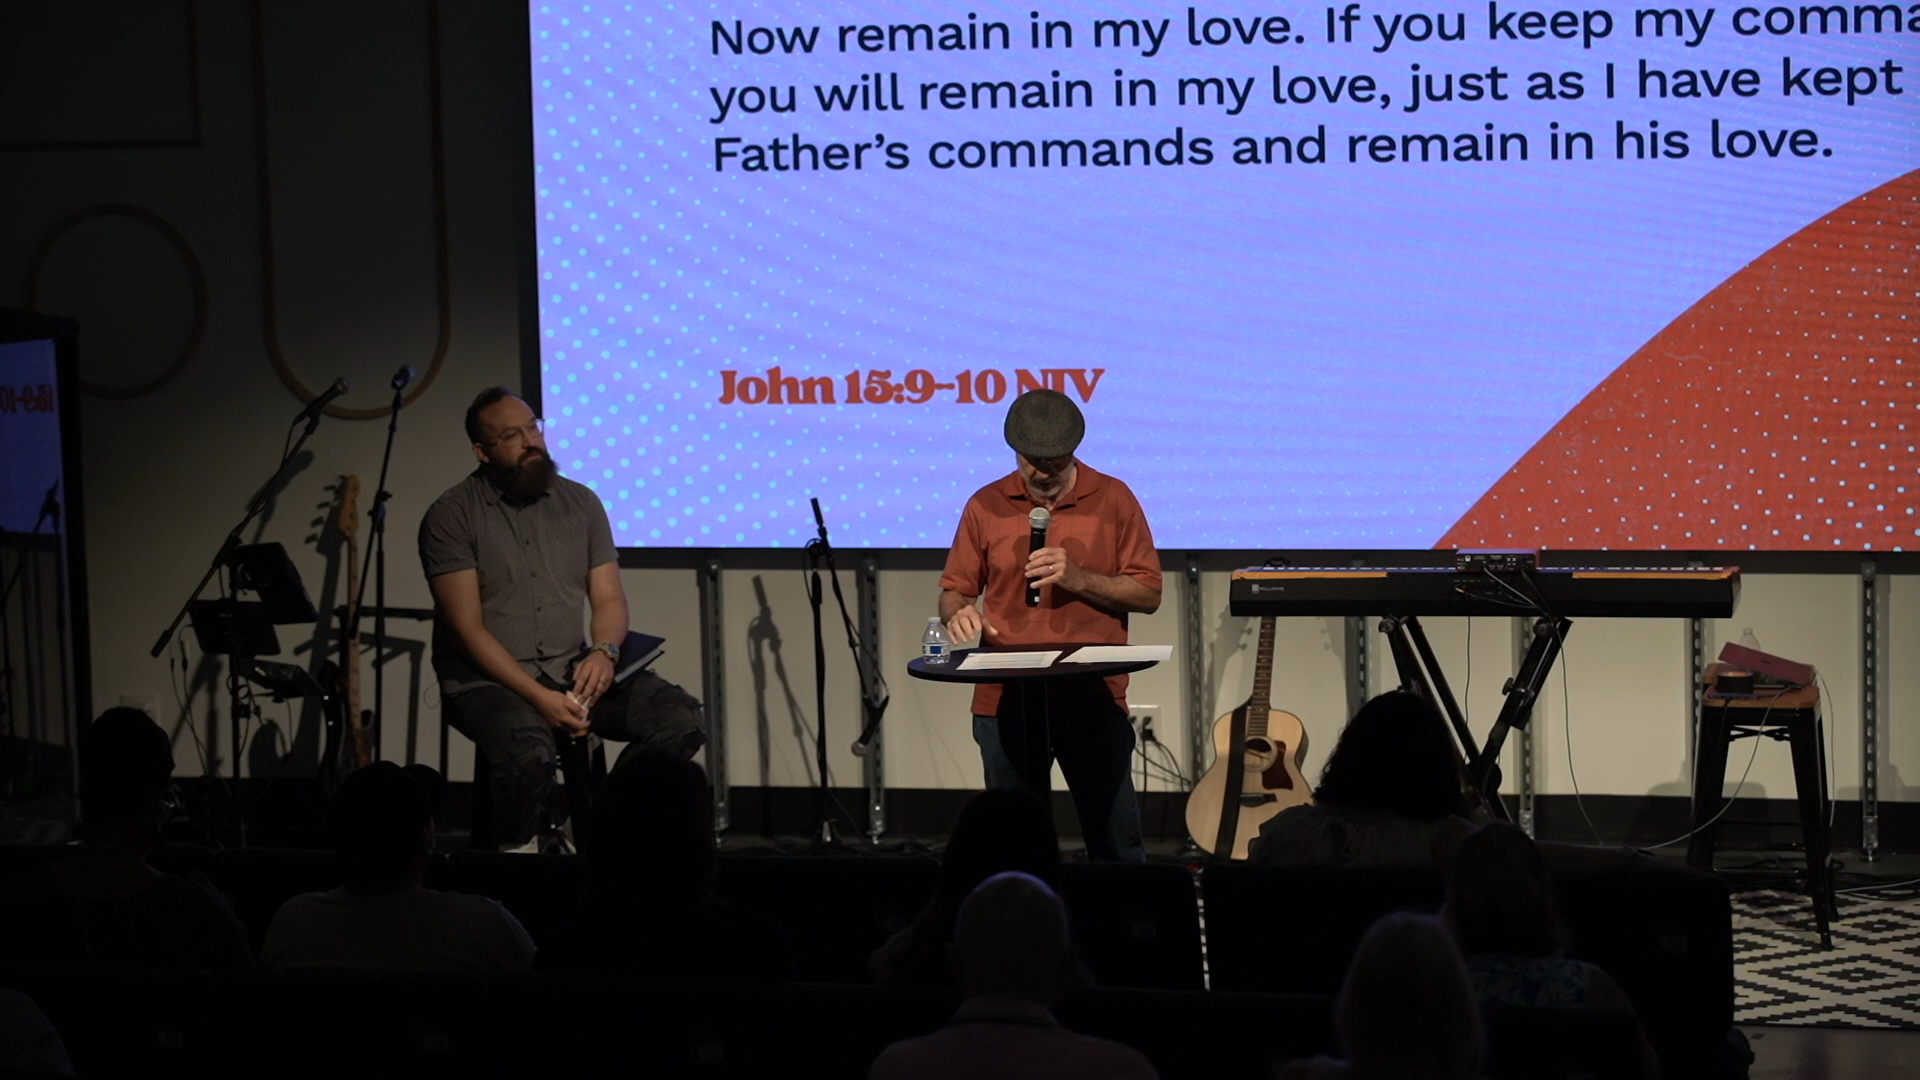 Now remain in my love. If you keep my comma
you will remain in my love, just as I have kept
Father's commands and remain in his love.
John 15:9-10 NIV